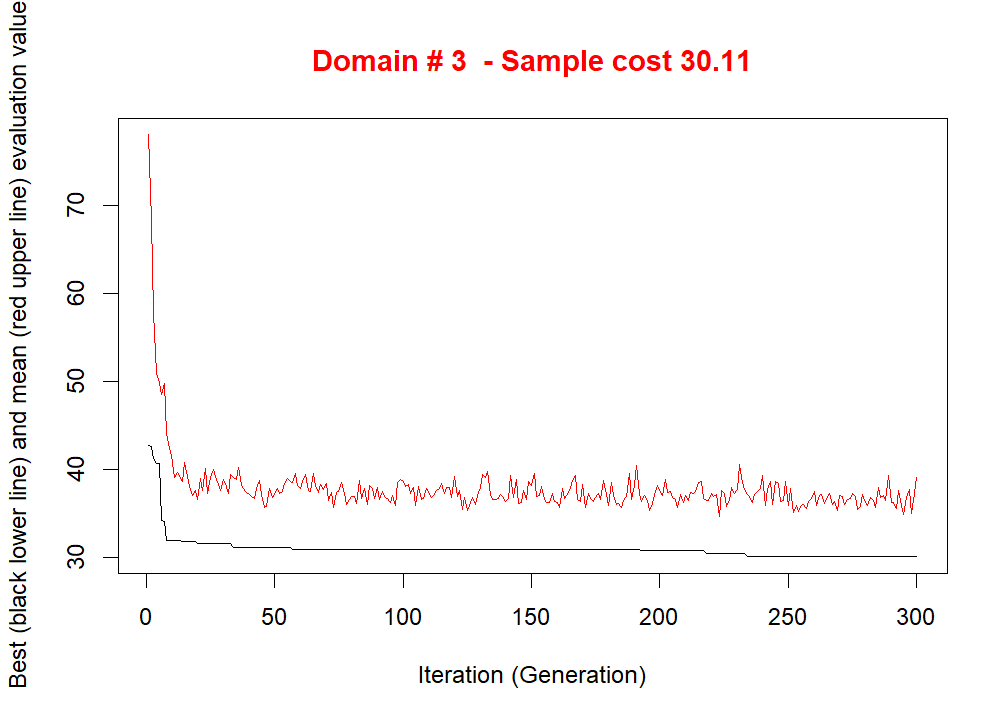 Domain # 3  - Sample cost 30.11
Best (black lower line) and mean (red upper line) evaluation value
70
60
50
40
30
0 50 100 150 200 250 300
Iteration (Generation)